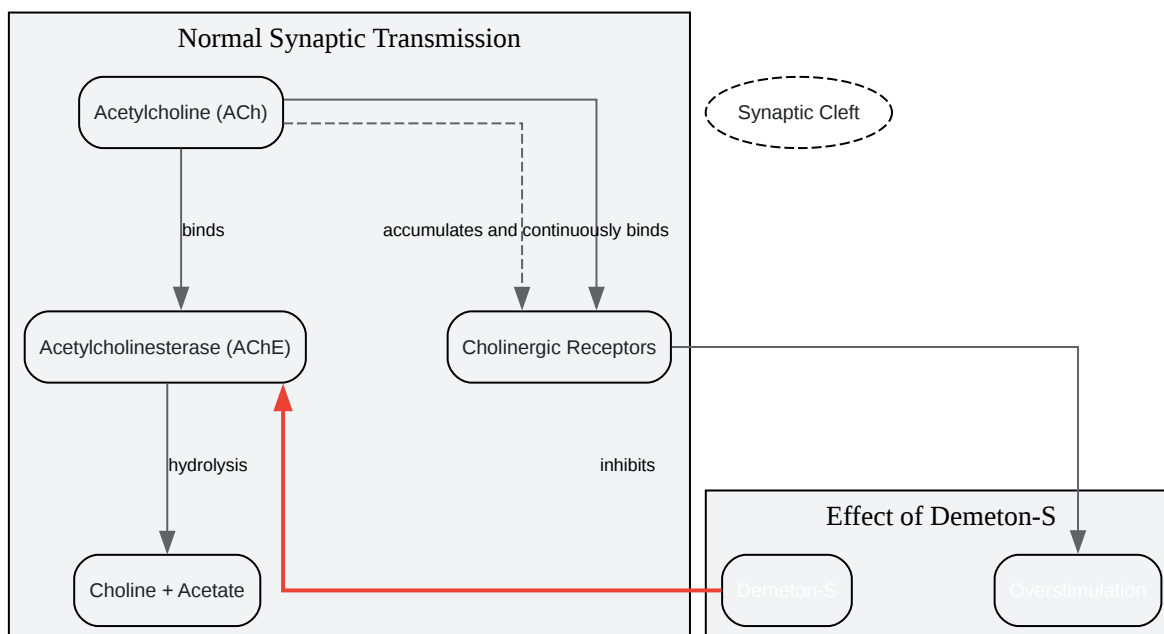 Normal Synaptic Transmission
Acetylcholine (ACh)
Synaptic Cleft
binds
accumulates and continuously binds
Acetylcholinesterase (AChE)
Cholinergic Receptors
hydrolysis
inhibits
Effect of Demeton-S
Choline + Acetate
Demeton-S
Overstimulation